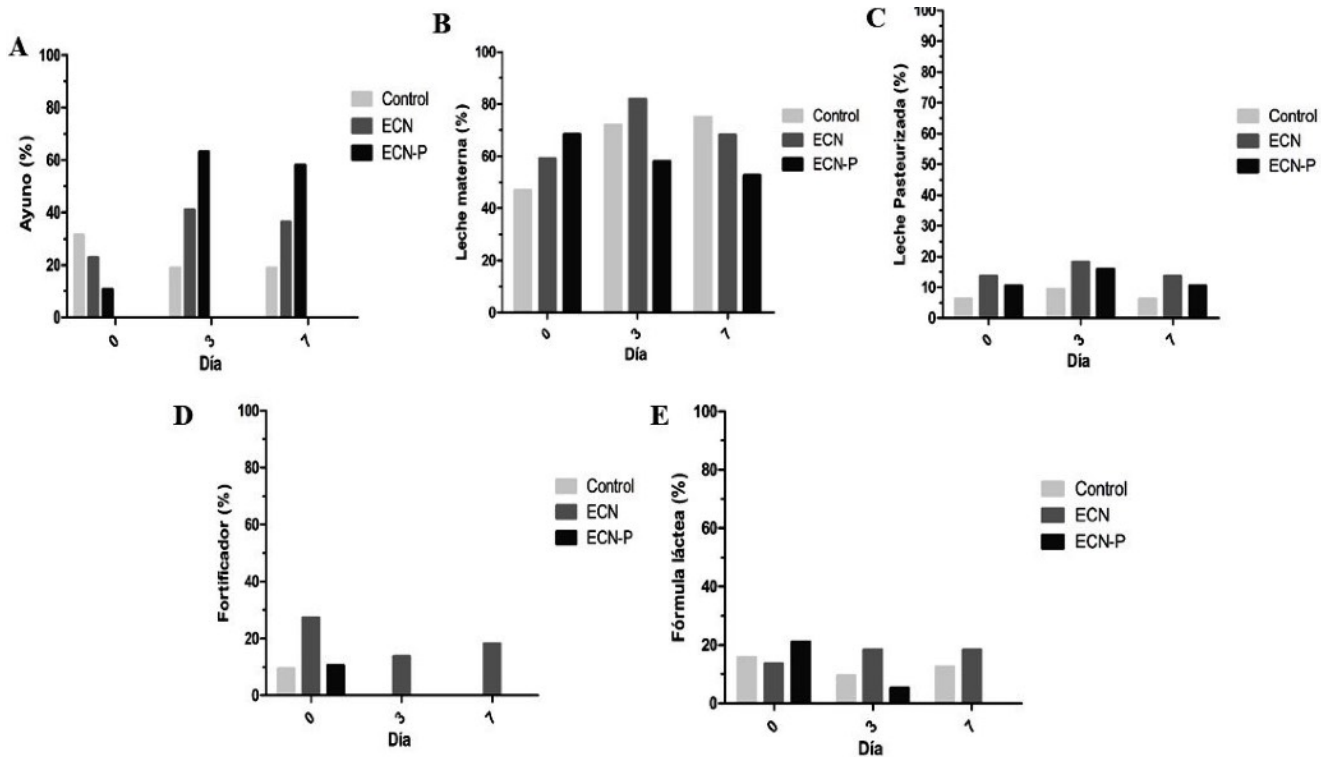 A
Ayuno (%)
100
80
60
40
20
0
0
3
7
Día
Control
ECN
ECN-P
B
Leche materna (%)
100
80
60
40
20
0
0
3
7
Día
Control
ECN
ECN-P
C
Leche Pasteurizada (%)
100
90
80
70
60
50
40
30
20
10
0
0
3
7
Día
Control
ECN
ECN-P
D
Fortificador (%)
100
80
60
40
20
0
0
3
7
Día
Control
ECN
ECN-P
E
Fórmula láctea (%)
100
80
60
40
20
0
0
3
7
Día
Control
ECN
ECN-P